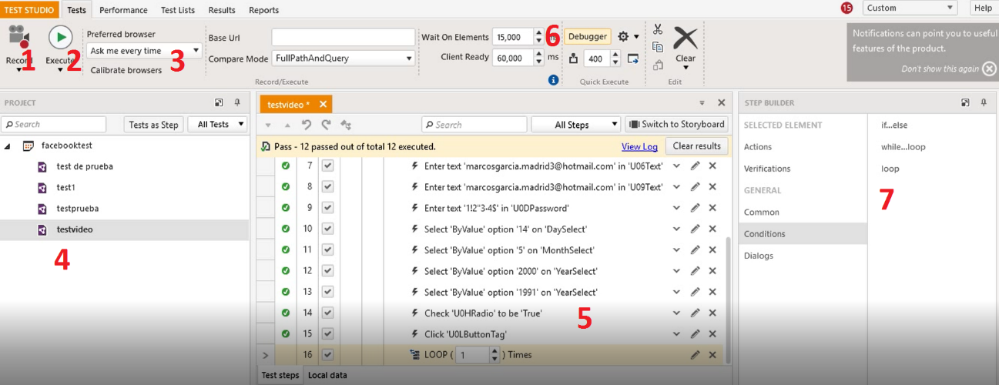 TEST STUDIO Tests Performance Test Lists Results Reports 15 Custom Help
Record Execute
1 2 3
Preferred browser
Ask me every time
Calibrate browsers
Base Url
Compare Mode FullPathAndQuery
Record/Execute
Wait On Elements 15,000 6
Client Ready 60,000 ms
Debugger
400
Quick Execute
Clear
Edit
Notifications can point you to useful
features of the product.
Don't show this again
PROJECT
Search Tests as Step All Tests
facebooktest
test de prueba
test1
testprueba
testvideo
4
testvideo *
Search All Steps Switch to Storyboard
Pass - 12 passed out of total 12 executed. View Log Clear results
7 Enter text 'marcosgarcia.madrid3@hotmail.com' in 'U06Text'
8 Enter text 'marcosgarcia.madrid3@hotmail.com' in 'U09Text'
9 Enter text '1!2"3-4$' in 'U0DPassword'
10 Select 'ByValue' option '14' on 'DaySelect'
11 Select 'ByValue' option '5' on 'MonthSelect'
12 Select 'ByValue' option '2000' on 'YearSelect'
13 Select 'ByValue' option '1991' on 'YearSelect'
14 Check 'U0HRadio' to be 'True'
5
15 Click 'U0LButtonTag'
16 LOOP ( 1 ) Times
Test steps Local data
STEP BUILDER
SELECTED ELEMENT
Actions
Verifications
GENERAL
Common
Conditions
Dialogs
if...else
while...loop
loop
7